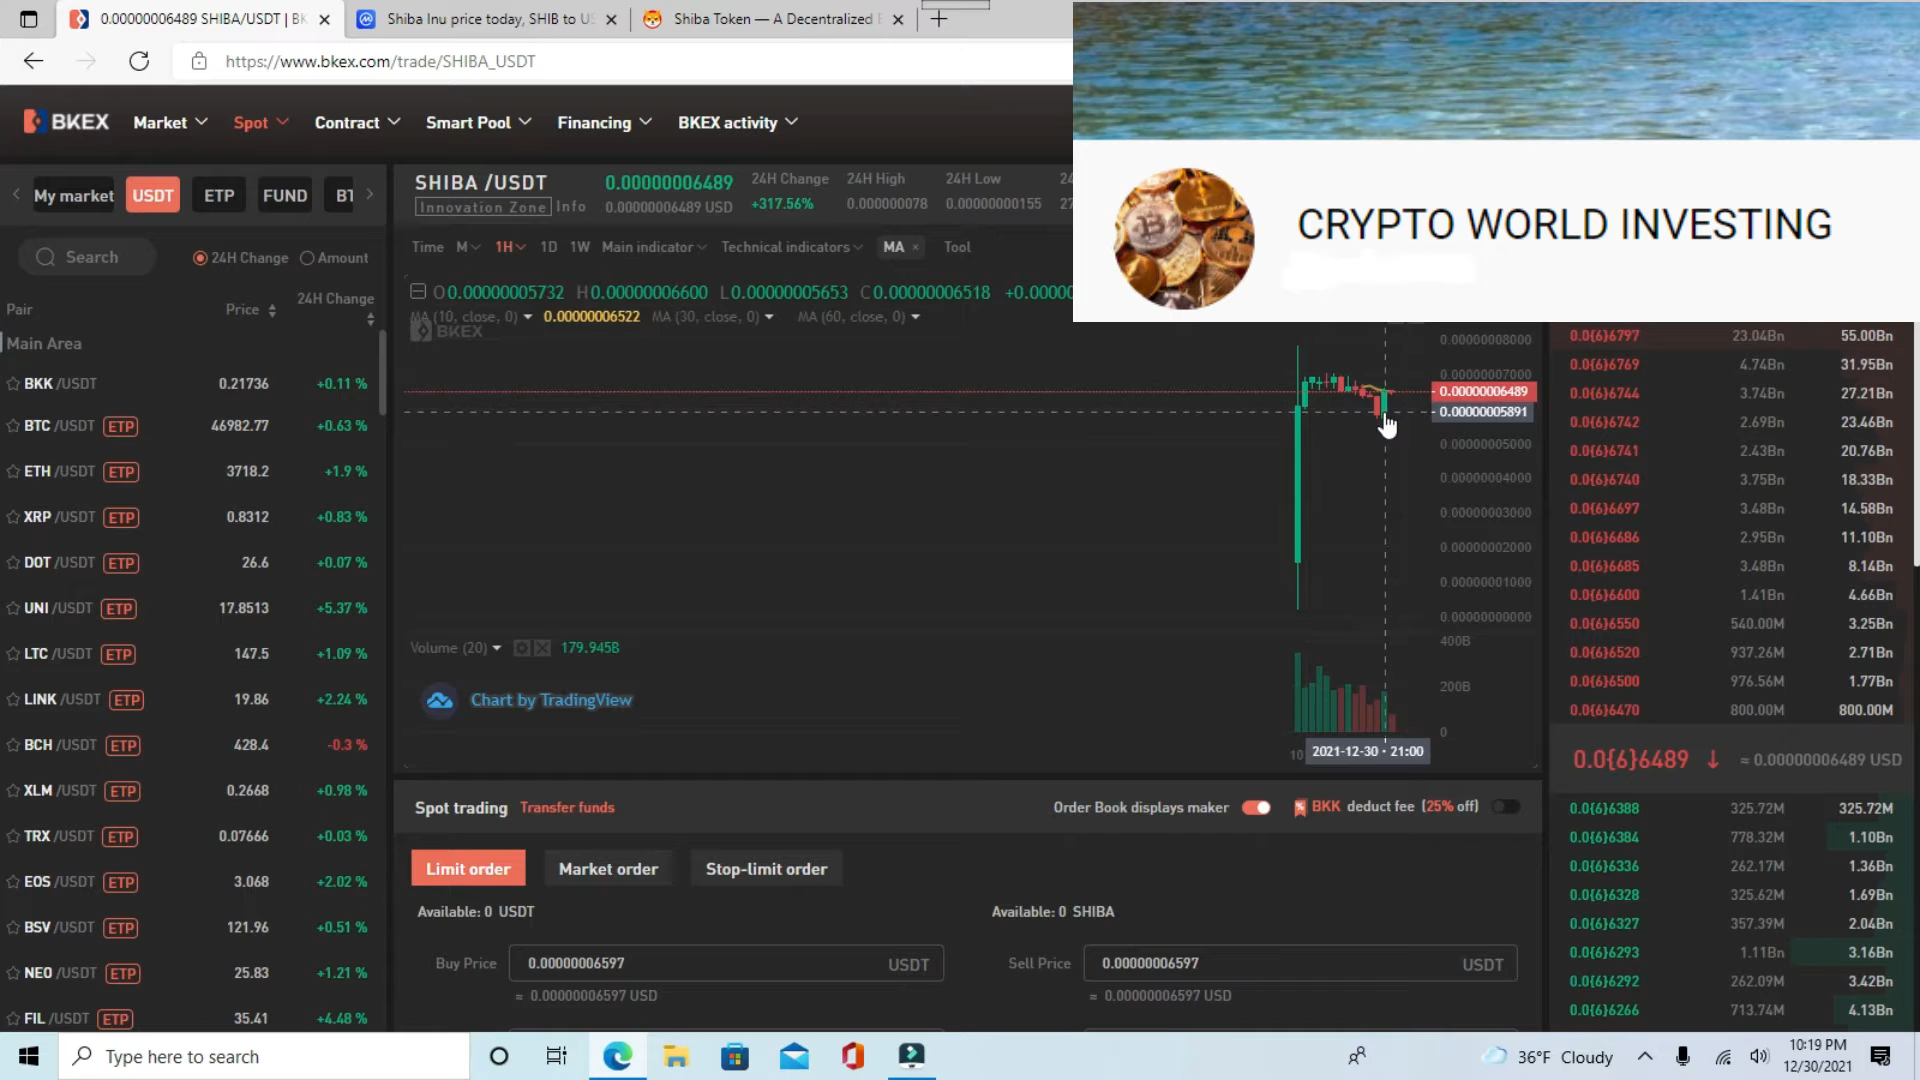 0.00000006489 SHIBA/USDT | BK
Shiba Inu price today, SHIB to US
Shiba Token — A Decentralized
https://www.bkex.com/trade/SHIBA_USDT
CRYPTO WORLD INVESTING
BKEX Market Spot Contract Smart Pool Financing BKEX activity
My market USDT ETP FUND BT
SHIBA /USDT 0.00000006489 24H Change 24H High 24H Low 24
Innovation Zone Info 0.00000006489 USD +317.56% 0.000000078 0.00000000155 27
Search 24H Change Amount
Time M 1H 1D 1W Main indicator Technical indicators MA × Tool
Pair Price 24H Change
O0.00000005732 H0.00000006600 L0.00000005653 C0.00000006518 +0.0000
MA (10, close, 0) 0.00000006522 MA (30, close, 0) MA (60, close, 0)
BKEX
Main Area
BKK /USDT 0.21736 +0.11 %
BTC /USDT ETP 46982.77 +0.63 %
ETH /USDT ETP 3718.2 +1.9 %
XRP /USDT ETP 0.8312 +0.83 %
DOT /USDT ETP 26.6 +0.07 %
UNI /USDT ETP 17.8513 +5.37 %
LTC /USDT ETP 147.5 +1.09 %
LINK /USDT ETP 19.86 +2.24 %
BCH /USDT ETP 428.4 -0.3 %
XLM /USDT ETP 0.2668 +0.98 %
TRX /USDT ETP 0.07666 +0.03 %
EOS /USDT ETP 3.068 +2.02 %
BSV /USDT ETP 121.96 +0.51 %
NEO /USDT ETP 25.83 +1.21 %
FIL /USDT ETP 35.41 +4.48 %
0.00000008000
0.00000007000
0.00000006489
0.00000005891
0.00000005000
0.00000004000
0.00000003000
0.00000002000
0.00000001000
0.00000000000
Volume (20) 179.945B
400B
200B
0
Chart by TradingView
10 2021-12-30 • 21:00
0.0{6}6797 23.04Bn 55.00Bn
0.0{6}6769 4.74Bn 31.95Bn
0.0{6}6744 3.74Bn 27.21Bn
0.0{6}6742 2.69Bn 23.46Bn
0.0{6}6741 2.43Bn 20.76Bn
0.0{6}6740 3.75Bn 18.33Bn
0.0{6}6697 3.48Bn 14.58Bn
0.0{6}6686 2.95Bn 11.10Bn
0.0{6}6685 3.48Bn 8.14Bn
0.0{6}6600 1.41Bn 4.66Bn
0.0{6}6550 540.00M 3.25Bn
0.0{6}6520 937.26M 2.71Bn
0.0{6}6500 976.56M 1.77Bn
0.0{6}6470 800.00M 800.00M
0.0{6}6489 ↓ ≈ 0.00000006489 USD
0.0{6}6388 325.72M 325.72M
0.0{6}6384 778.32M 1.10Bn
0.0{6}6336 262.17M 1.36Bn
0.0{6}6328 325.62M 1.69Bn
0.0{6}6327 357.39M 2.04Bn
0.0{6}6293 1.11Bn 3.16Bn
0.0{6}6292 262.09M 3.42Bn
0.0{6}6266 713.74M 4.13Bn
Spot trading Transfer funds Order Book displays maker BKK deduct fee (25% off)
Limit order Market order Stop-limit order
Available: 0 USDT Available: 0 SHIBA
Buy Price 0.00000006597 USDT Sell Price 0.00000006597 USDT
≈ 0.00000006597 USD ≈ 0.00000006597 USD
Type here to search
36°F Cloudy
10:19 PM
12/30/2021